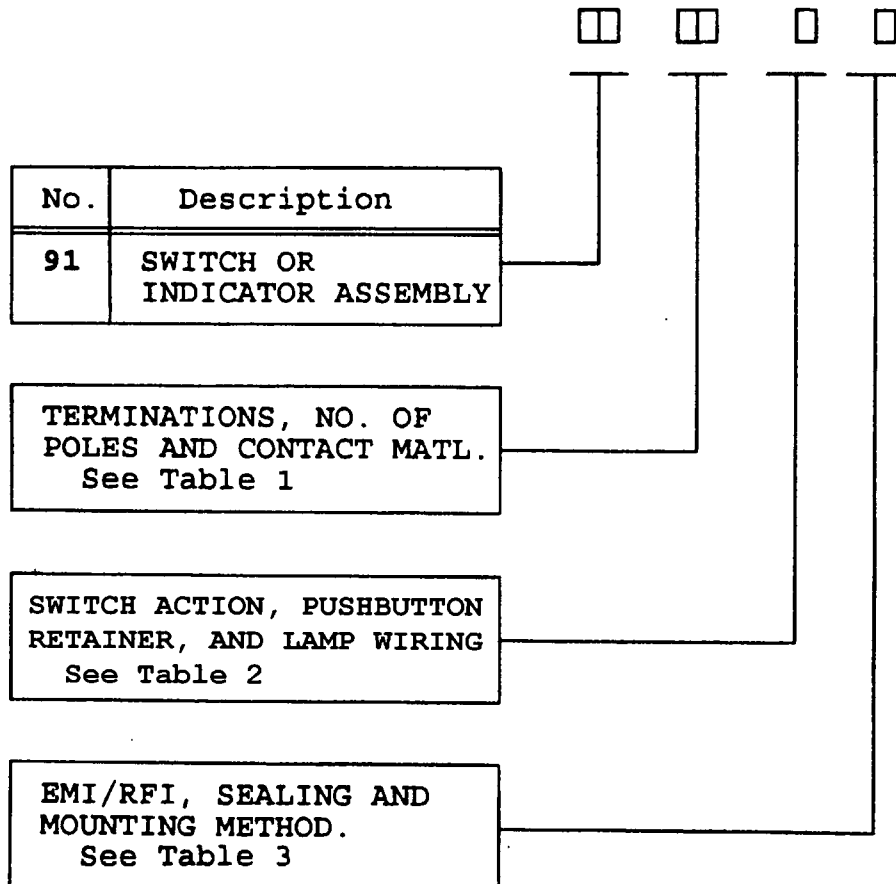 No. Description
91 SWITCH OR
INDICATOR ASSEMBLY
TERMINATIONS, NO. OF
POLES AND CONTACT MATL.
See Table 1
SWITCH ACTION, PUSHBUTTON
RETAINER, AND LAMP WIRING
See Table 2
EMI/RFI, SEALING AND
MOUNTING METHOD.
See Table 3